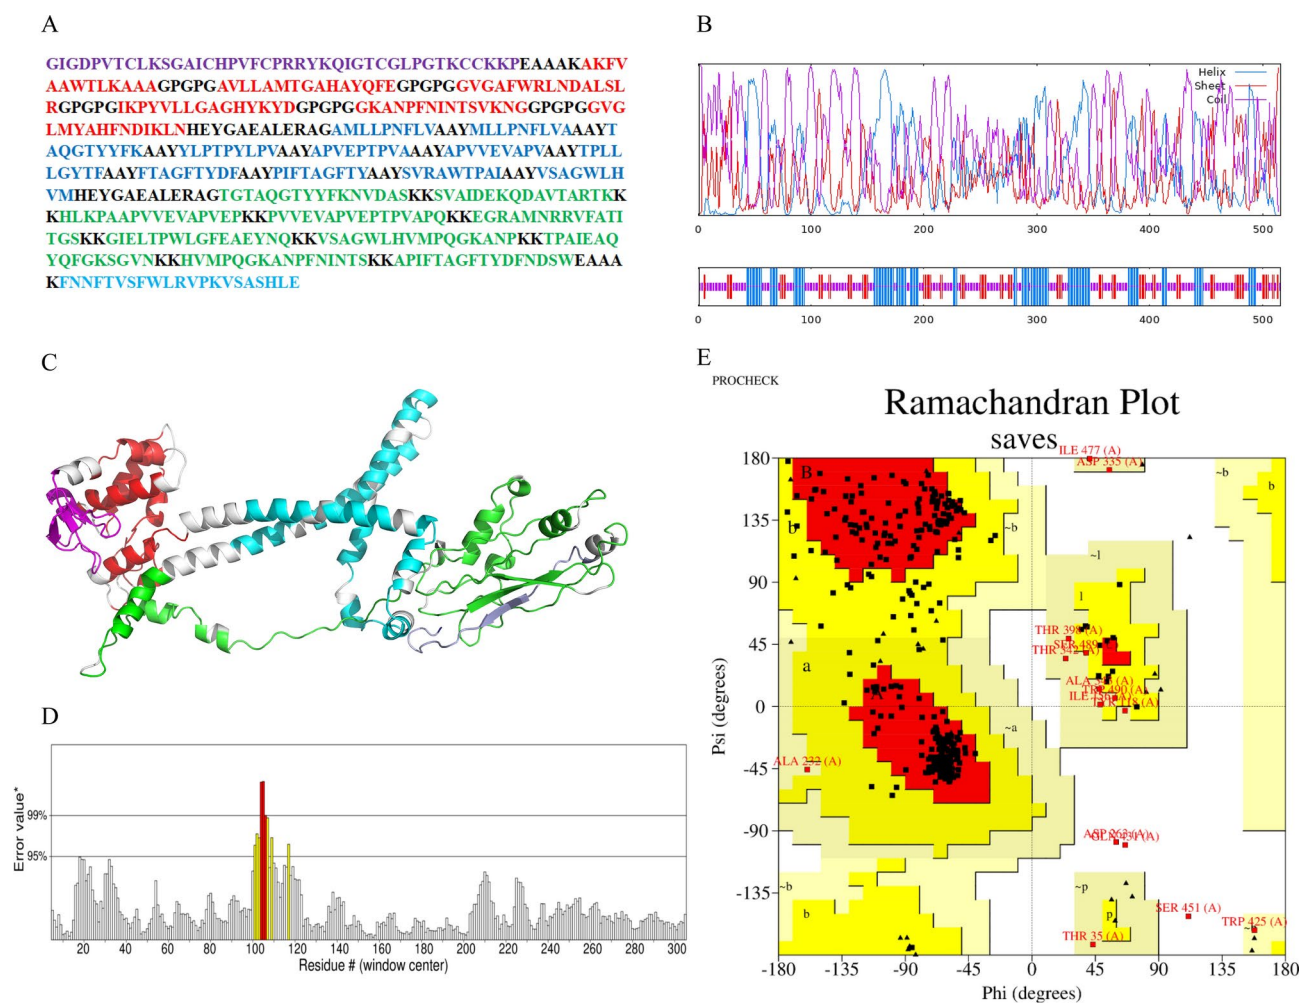 A
GIGDPVTCLKSGAICHPVFCPRRYKQIGTCGLPGTKCCKKPEAAAKAKFV
AAWTLKAAAGPGPGAVLLAMTGAHAYQFEGPGPGGVGAFWRLNDALSL
RGPGPGIKPYVLLGAGHYKYDGPGPGGKANPFNINTSVKNGGPGPGGVG
LMYAHFNDIKLNHEYGAEALERAGAMLLPNFLVAAYMLLPNFLVAAAYT
AQGTYYFKAAYYLPTPYLPVAAYAPVEPTPVAAAYAPVVEVAPVAAYTPLL
LGYTFAAYFTAGFTYDFAAYPIFTAGFTYAAYSVRAWTPAIAAYVSAGWLH
VMHEYGAEALERAGTGTAQGTYYFKNVDASKKSVAIDEKQDAVTARTKK
KHLKPAAPVVEVAPVEPKKPVVEVAPVEPTPVAPQKKEGRAMNRRVFATI
TGSKKGIELTPWLGFEAEYNQKKVSAGWLHVMPQGKANPKKTPAIEAQ
YQFGKSGVNKKHVMPQGKANPFNINTSKKAPIFTAGFTYDFNDSWEAAA
KFNNFTVSFWLRVPKVSASHLE
B
Helix
Sheet
Coil
0 100 200 300 400 500
0 100 200 300 400 500
C
D
Error value*
99%
95%
20 40 60 80 100 120 140 160 180 200 220 240 260 280 300
Residue # (window center)
E
PROCHECK
Ramachandran Plot
saves
ILE 477 (A)
ASP 335 (A)
B
~b
b
b
~b
~l
l
THR 398 (A)
SER 489 (A)
a
A
~a
ALA 232 (A)
SER 451 (A)
TRP 425 (A)
THR 35 (A)
~b
b
~p
p
180
135
90
45
0
-45
-90
-135
-180 -135 -90 -45 0 45 90 135 180
Psi (degrees)
Phi (degrees)